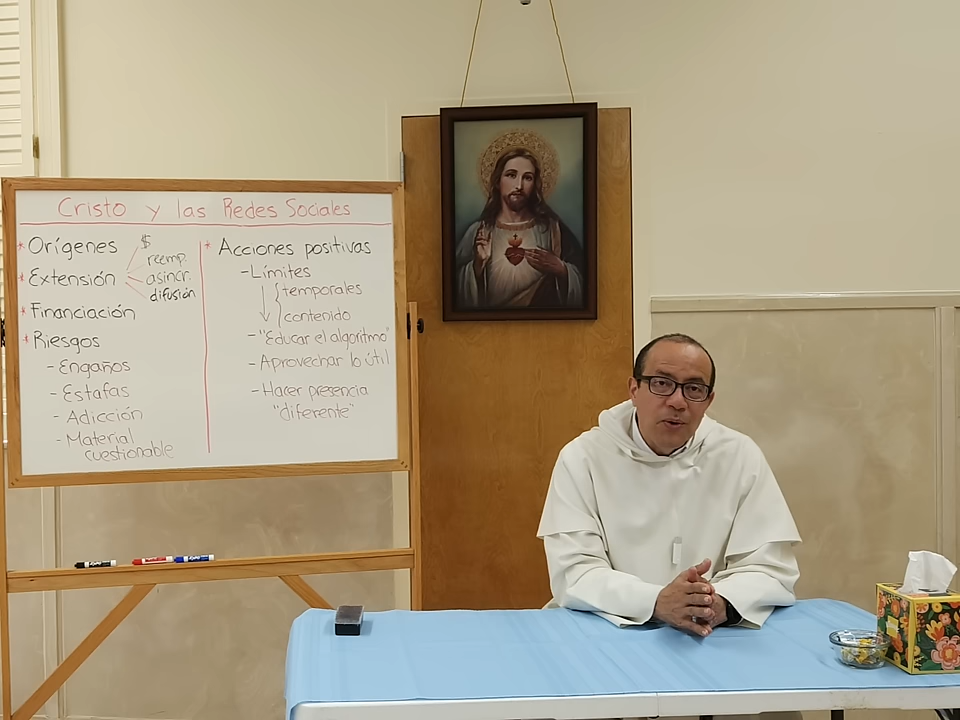 Cristo y las Redes Sociales
* Orígenes
* Extensión
$
reemp.
asincr.
difusión
* Financiación
* Riesgos
- Engaños
- Estafas
- Adicción
- Material
cuestionable
* Acciones positivas
- Límites
temporales
contenido
- "Educar el algoritmo"
- Aprovechar lo útil
- Hacer presencia
"diferente"